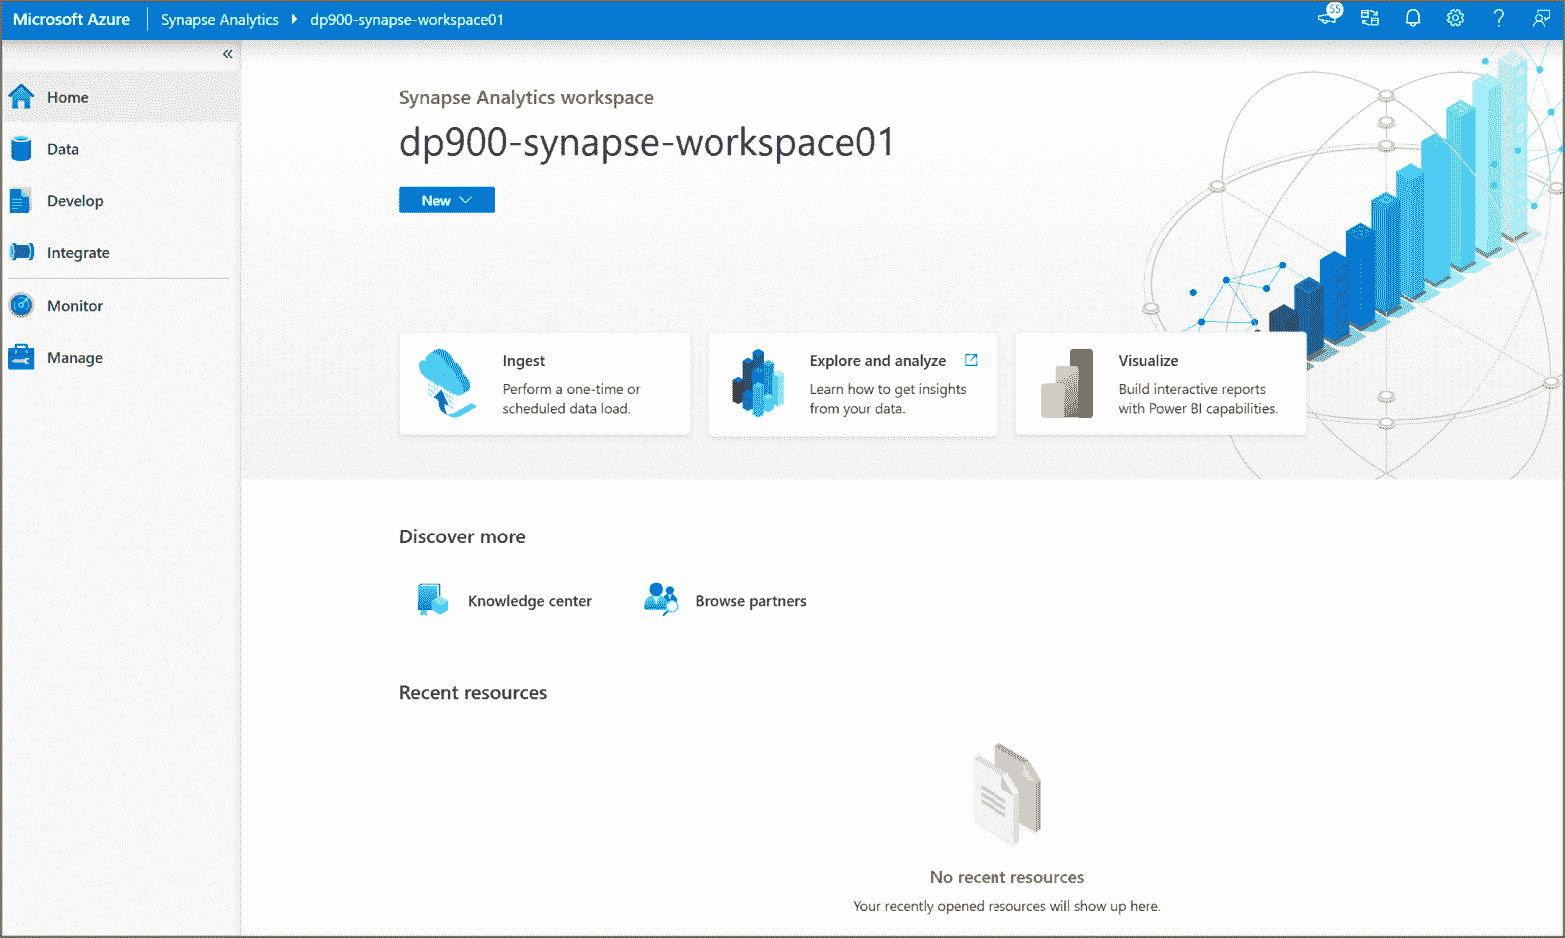 Microsoft Azure
Synapse Analytics
dp900-synapse-workspace01
55
?
«
Home
Data
Develop
Integrate
Monitor
Manage
Synapse Analytics workspace
dp900-synapse-workspace01
New
Ingest
Perform a one-time or
scheduled data load.
Explore and analyze
Learn how to get insights
from your data.
Visualize
Build interactive reports
with Power BI capabilities.
Discover more
Knowledge center
Browse partners
Recent resources
No recent resources
Your recently opened resources will show up here.